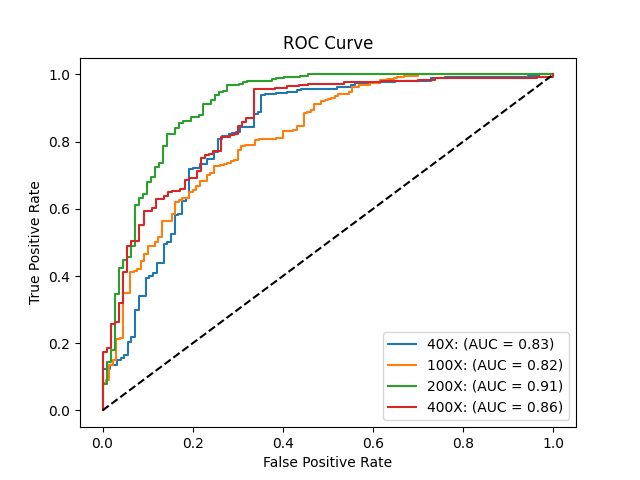 ROC Curve
True Positive Rate
1.0
0.8
0.6
0.4
0.2
0.0
0.0 0.2 0.4 0.6 0.8 1.0
False Positive Rate
40X: (AUC = 0.83)
100X: (AUC = 0.82)
200X: (AUC = 0.91)
400X: (AUC = 0.86)